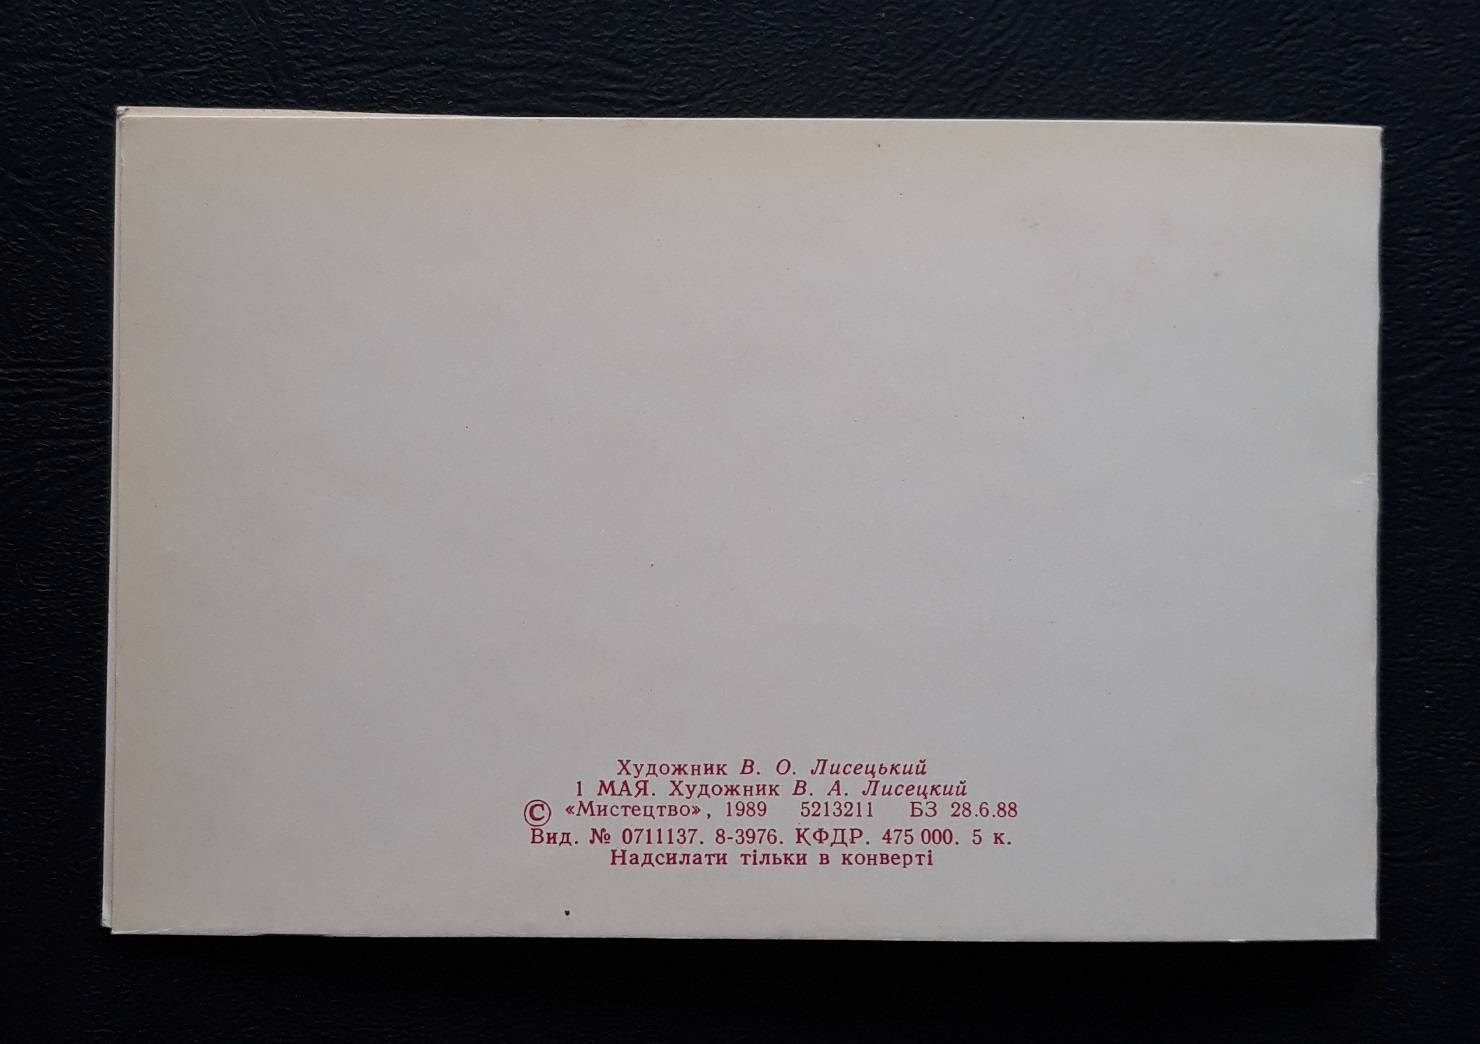 Художник В. О. Лисецький
1 МАЯ. Художник В. А. Лисецкий
© «Мистецтво», 1989 5213211 БЗ 28.6.88
Вид. № 0711137. 8-3976. КФДР. 475 000. 5 к.
Надсилати тільки в конверті